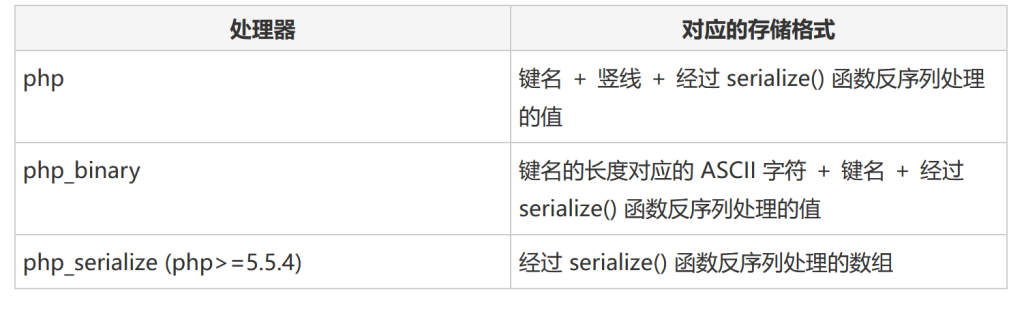 处理器 对应的存储格式
php 键名 + 竖线 + 经过 serialize() 函数反序列处理
的值
php_binary 键名的长度对应的 ASCII 字符 + 键名 + 经过
serialize() 函数反序列处理的值
php_serialize (php>=5.5.4) 经过 serialize() 函数反序列处理的数组